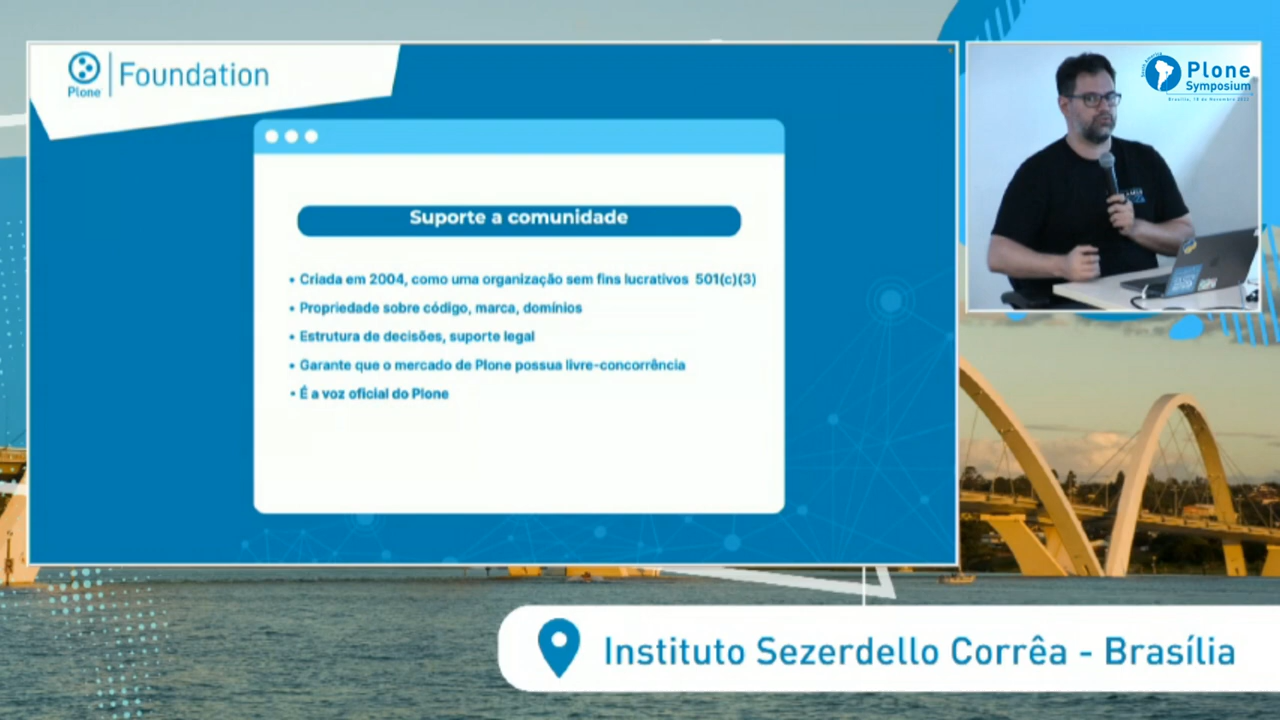 Plone
Foundation
Suporte a comunidade
• Criada em 2004, como uma organização sem fins lucrativos 501(c)(3)
• Propriedade sobre código, marca, domínios
• Estrutura de decisões, suporte legal
• Garante que o mercado de Plone possua livre-concorrência
• É a voz oficial do Plone
Plone
Symposium
Instituto Sezerdello Corrêa - Brasília